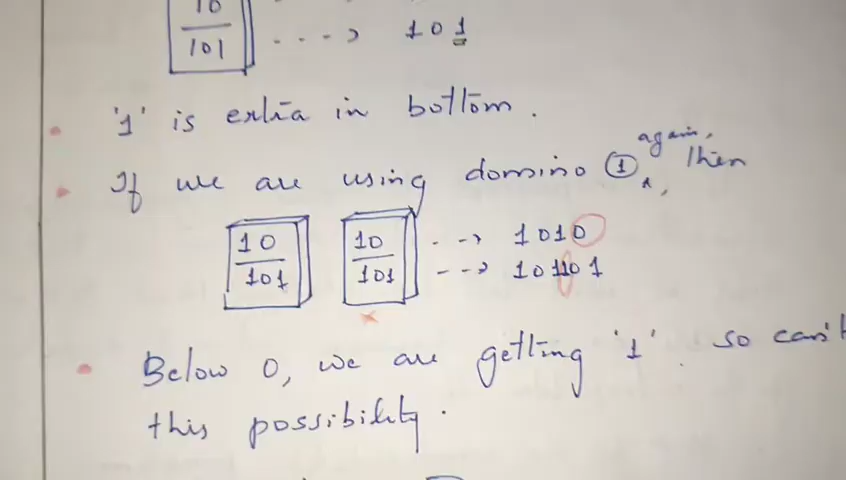 10
101 ---> 101
'1' is extra in bottom.
again,
If we are using domino ①, then
10 10 --> 1010
101 101 --> 101101
Below 0, we are getting '1'. so can't
this possibility.